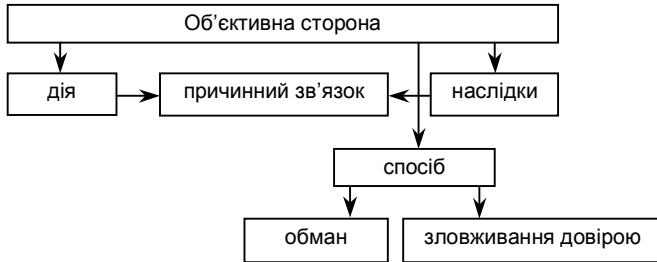 Об’єктивна сторона
дія
причинний зв’язок
наслідки
спосіб
обман
зловживання довірою